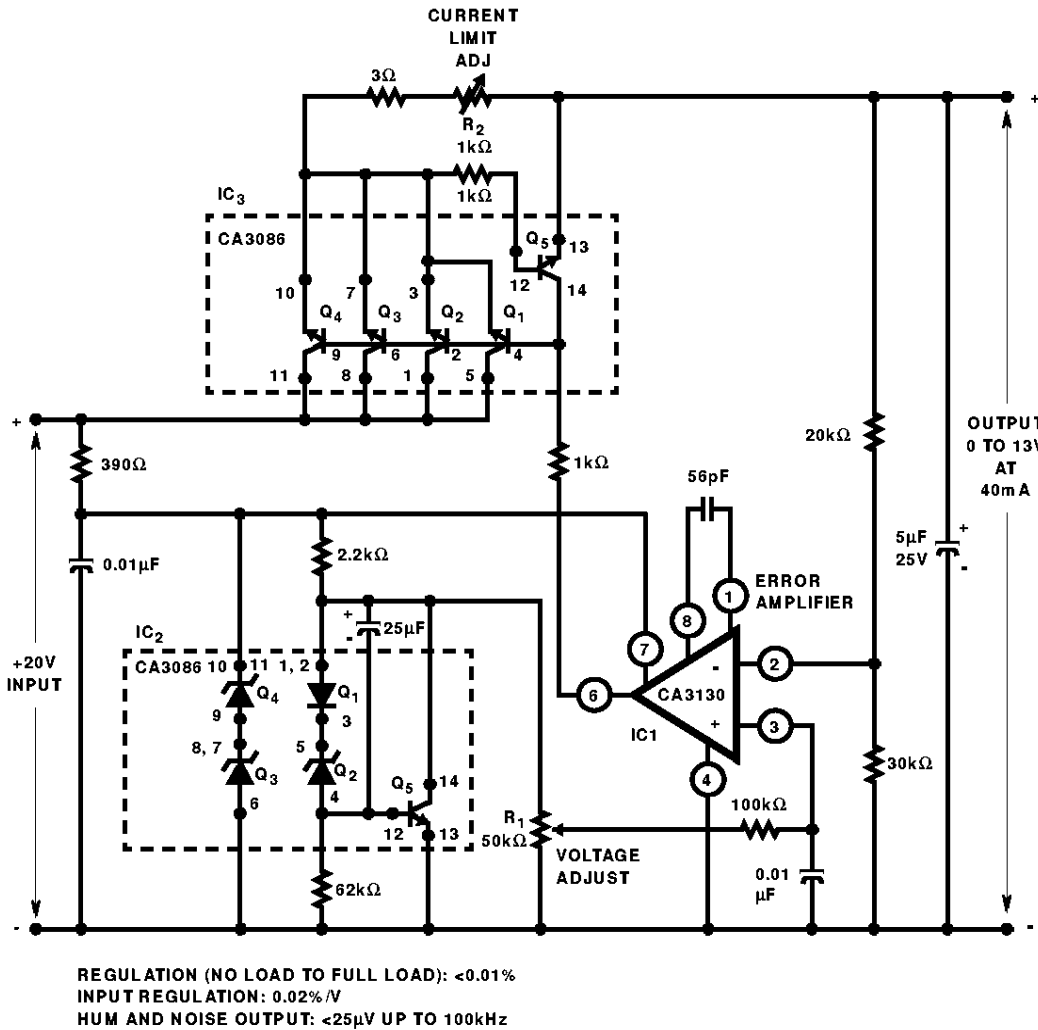 CURRENT
LIMIT
ADJ
3Ω
R2
1kΩ
1kΩ
+
IC3
CA3086
Q5
13
12
14
10
7
3
Q4
Q3
Q2
Q1
9
6
2
4
11
8
1
5
+
390Ω
1kΩ
20kΩ
OUTPUT
0 TO 13V
AT
40mA
56pF
0.01µF
2.2kΩ
5µF
25V
+
-
ERROR
AMPLIFIER
1
8
7
+
-
25µF
IC2
CA3086
10
11
1, 2
+20V
INPUT
Q4
Q1
9
3
8, 7
5
Q3
Q2
6
4
Q5
14
12
13
6
CA3130
-
+
IC1
2
3
4
30kΩ
R1
50kΩ
100kΩ
VOLTAGE
ADJUST
0.01
µF
62kΩ
-
-
REGULATION (NO LOAD TO FULL LOAD): <0.01%
INPUT REGULATION: 0.02%/V
HUM AND NOISE OUTPUT: <25µV UP TO 100kHz